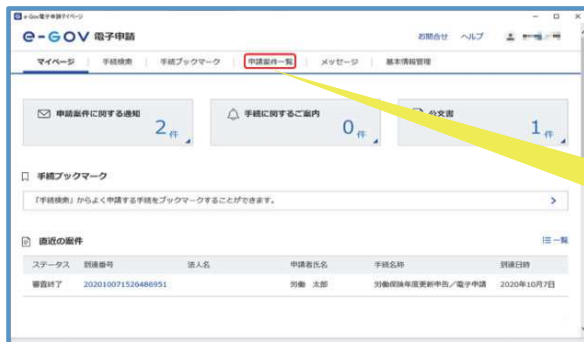 e-Gov電子申請マイページ
e-GOV 電子申請
お問合せ ヘルプ
マイページ 手続検索 手続ブックマーク 申請案件一覧 メッセージ 基本情報管理
申請案件に関する通知 2件
手続に関するご案内 0件
公文書 1件
手続ブックマーク
「手続検索」からよく申請する手続をブックマークすることができます。
直近の案件 一覧
ステータス 到達番号 法人名 申請者氏名 手続名称 到達日時
審査終了 202010071526486951 労働 太郎 労働保険年度更新申告／電子申請 2020年10月7日